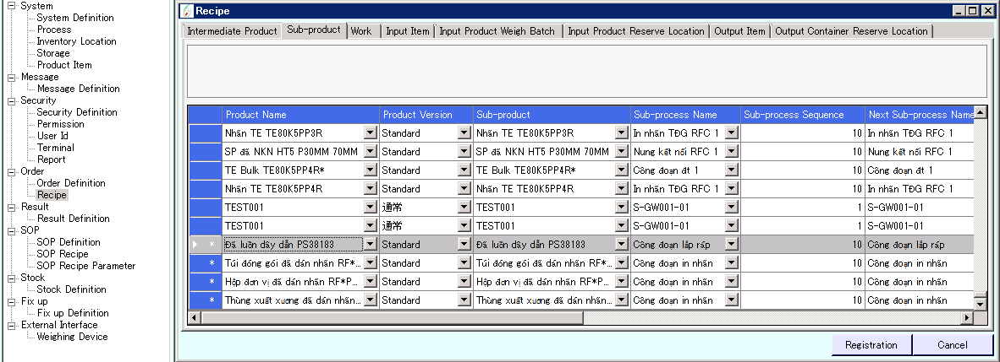 System
System Definition
Process
Inventory Location
Storage
Product Item
Message
Message Definition
Security
Security Definition
Permission
User Id
Terminal
Report
Order
Order Definition
Recipe
Result
Result Definition
SOP
SOP Definition
SOP Recipe
SOP Recipe Parameter
Stock
Stock Definition
Fix up
Fix up Definition
External Interface
Weighing Device
Recipe
Intermediate Product Sub-product Work Input Item Input Product Weigh Batch Input Product Reserve Location Output Item Output Container Reserve Location
Product Name Product Version Sub-product Sub-process Name Sub-process Sequence Next Sub-process Name
Nhãn TE TE80K5PP3R Standard Nhãn TE TE80K5PP3R In nhãn TĐG RFC 1 10 In nhãn TĐG RFC 1
SP đã NKN HT5 P30MM 70MM Standard SP đã NKN HT5 P30MM 70MM Nung kết nối RFC 1 10 Nung kết nối RFC 1
TE Bulk TE80K5PP4R* Standard TE Bulk TE80K5PP4R* Công đoạn đt 1 10 Công đoạn đt 1
Nhãn TE TE80K5PP4R Standard Nhãn TE TE80K5PP4R In nhãn TĐG RFC 1 10 In nhãn TĐG RFC 1
TEST001 通常 TEST001 S-GW001-01 1 S-GW001-01
TEST001 通常 TEST001 S-GW001-01 1 S-GW001-01
* Đã luồn dây dẫn PS38183 Standard Đã luồn dây dẫn PS38183 Công đoạn lắp ráp 10 Công đoạn lắp ráp
* Túi đóng gói đã dán nhãn RF*... Standard Túi đóng gói đã dán nhãn RF*... Công đoạn in nhãn 10 Công đoạn in nhãn
* Hộp đơn vị đã dán nhãn RF*P... Standard Hộp đơn vị đã dán nhãn RF*P... Công đoạn in nhãn 10 Công đoạn in nhãn
* Thùng xuất xưởng đã dán nhãn... Standard Thùng xuất xưởng đã dán nhãn... Công đoạn in nhãn 10 Công đoạn in nhãn
Registration Cancel